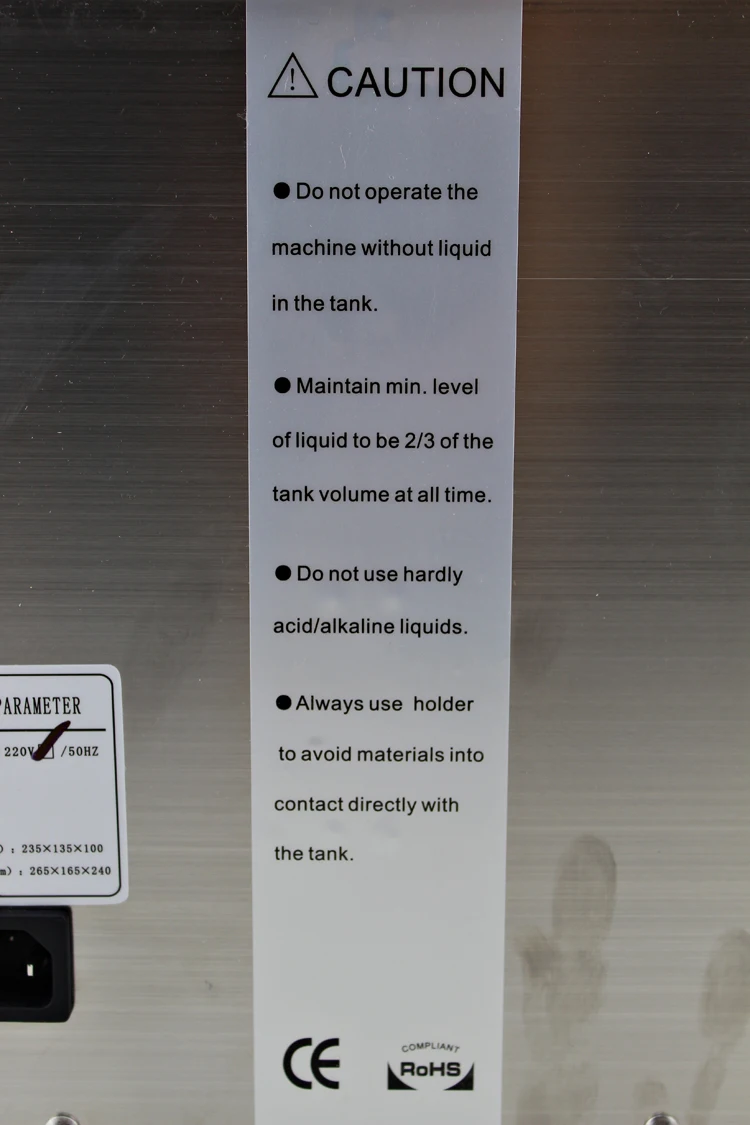 CAUTION
● Do not operate the
machine without liquid
in the tank.
● Maintain min. level
of liquid to be 2/3 of the
tank volume at all time.
● Do not use hardly
acid/alkaline liquids.
● Always use holder
to avoid materials into
contact directly with
the tank.
CE
COMPLIANT
RoHS
PARAMETER
220V /50HZ
) : 235×135×100
m) : 265×165×240